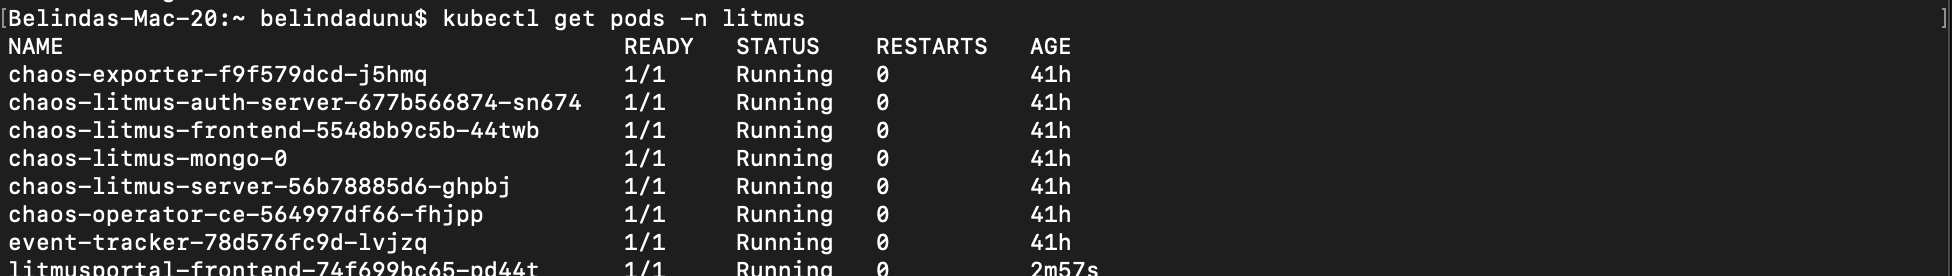 [Belindas-Mac-20:~ belindadunu$ kubectl get pods -n litmus ]
NAME READY STATUS RESTARTS AGE
chaos-exporter-f9f579dcd-j5hmq 1/1 Running 0 41h
chaos-litmus-auth-server-677b566874-sn674 1/1 Running 0 41h
chaos-litmus-frontend-5548bb9c5b-44twb 1/1 Running 0 41h
chaos-litmus-mongo-0 1/1 Running 0 41h
chaos-litmus-server-56b78885d6-ghpbj 1/1 Running 0 41h
chaos-operator-ce-564997df66-fhjpp 1/1 Running 0 41h
event-tracker-78d576fc9d-lvjzq 1/1 Running 0 41h
litmusportal-frontend-74f699bc65-pd44t 1/1 Running 0 2m57s